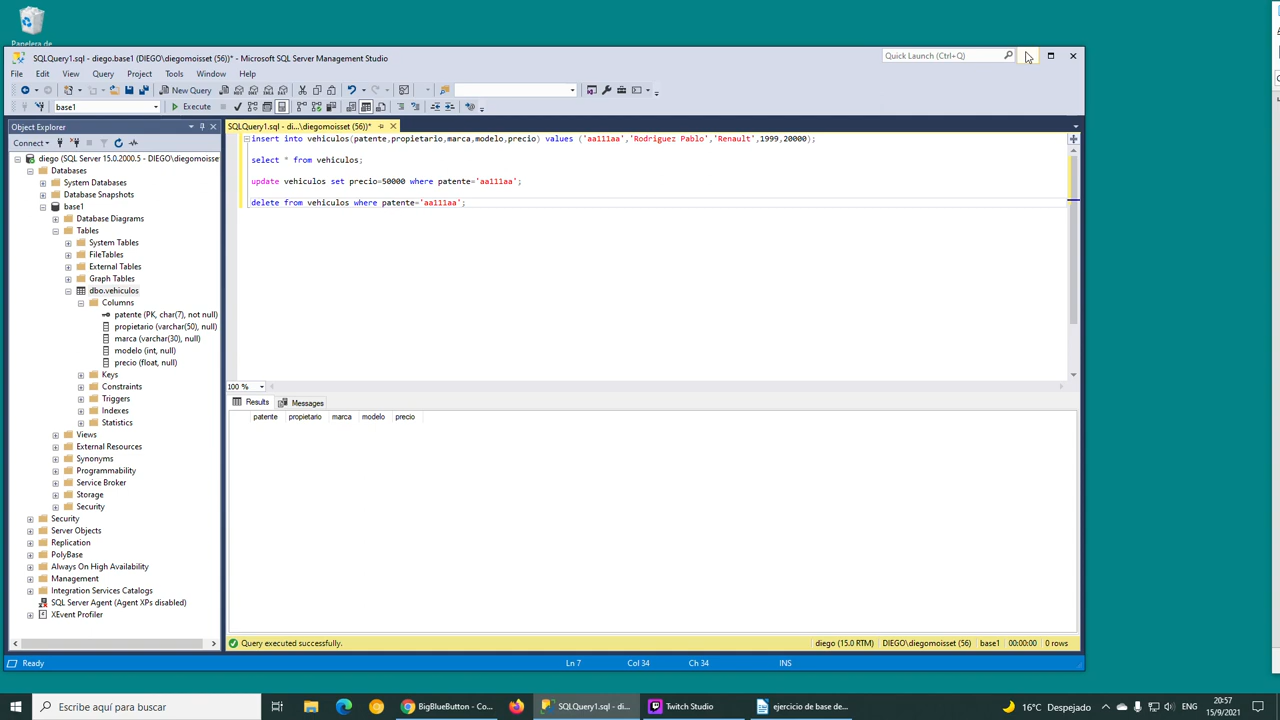 Panelera de
SQLQuery1.sql - diego.base1 (DIEGO\diegomoisset (56))* - Microsoft SQL Server Management Studio
Quick Launch (Ctrl+Q)
File Edit View Query Project Tools Window Help
New Query
base1
Execute
Object Explorer
SQLQuery1.sql - di...\diegomoisset (56))*
Connect
insert into vehiculos(patente,propietario,marca,modelo,precio) values ('aa111aa','Rodriguez Pablo','Renault',1999,20000);
select * from vehiculos;
update vehiculos set precio=50000 where patente='aa111aa';
delete from vehiculos where patente='aa111aa';
diego (SQL Server 15.0.2000.5 - DIEGO\diegomoisset
Databases
System Databases
Database Snapshots
base1
Database Diagrams
Tables
System Tables
FileTables
External Tables
Graph Tables
dbo.vehiculos
Columns
patente (PK, char(7), not null)
propietario (varchar(50), null)
marca (varchar(30), null)
modelo (int, null)
precio (float, null)
Keys
Constraints
Triggers
Indexes
Statistics
Views
External Resources
Synonyms
Programmability
Service Broker
Storage
Security
Security
Server Objects
Replication
PolyBase
Always On High Availability
Management
Integration Services Catalogs
SQL Server Agent (Agent XPs disabled)
XEvent Profiler
100 %
Results Messages
patente propietario marca modelo precio
Query executed successfully.
diego (15.0 RTM) DIEGO\diegomoisset (56) base1 00:00:00 0 rows
Ready
Ln 7 Col 34 Ch 34 INS
Escribe aquí para buscar
BigBlueButton - Co...
SQLQuery1.sql - di...
Twitch Studio
ejercicio de base de...
16°C Despejado
20:57
15/9/2021